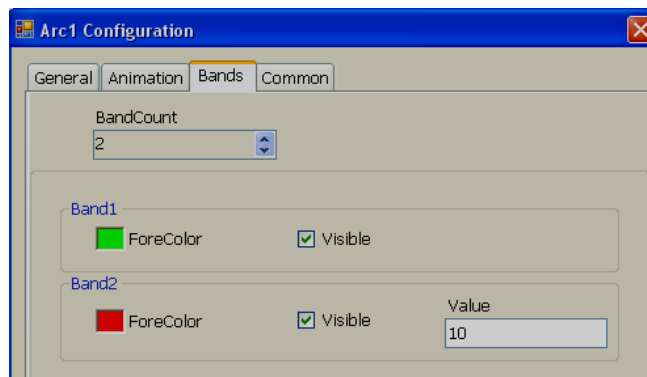 Arc1 Configuration
General Animation Bands Common
BandCount
2
Band1
ForeColor Visible
Band2
Value
ForeColor Visible
10